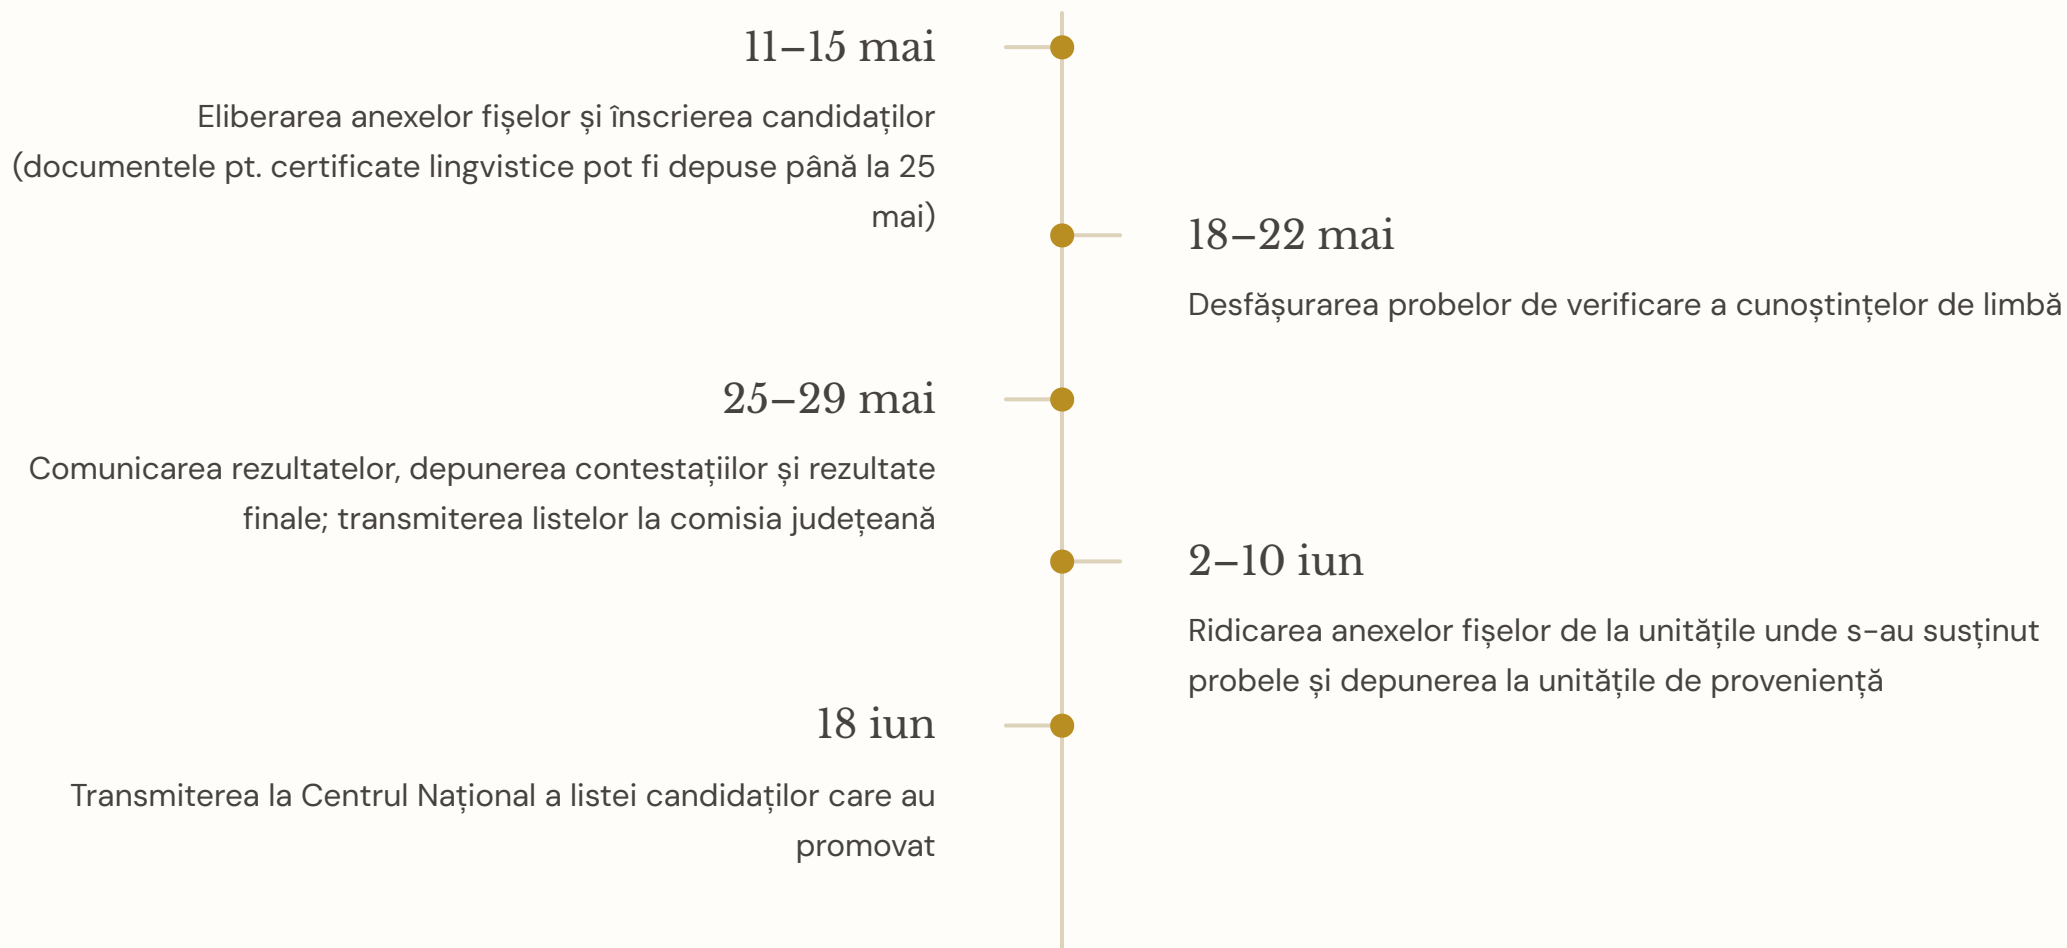 11–15 mai
Eliberarea anexelor fișelor și înscrierea candidaților
(documentele pt. certificate lingvistice pot fi depuse până la 25
mai)
18–22 mai
Desfășurarea probelor de verificare a cunoștințelor de limbă
25–29 mai
Comunicarea rezultatelor, depunerea contestațiilor și rezultate
finale; transmiterea listelor la comisia județeană
2–10 iun
Ridicarea anexelor fișelor de la unitățile unde s-au susținut
probele și depunerea la unitățile de proveniență
18 iun
Transmiterea la Centrul Național a listei candidaților care au
promovat